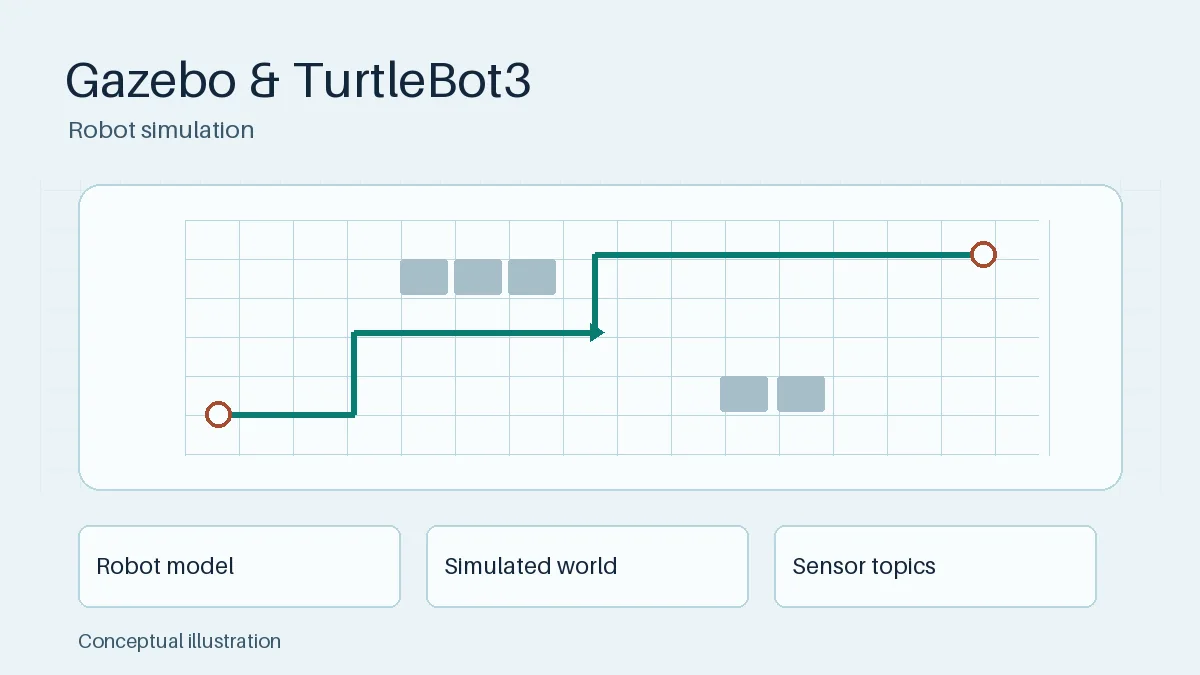 Gazebo & TurtleBot3
Robot simulation
Robot model
Simulated world
Sensor topics
Conceptual illustration